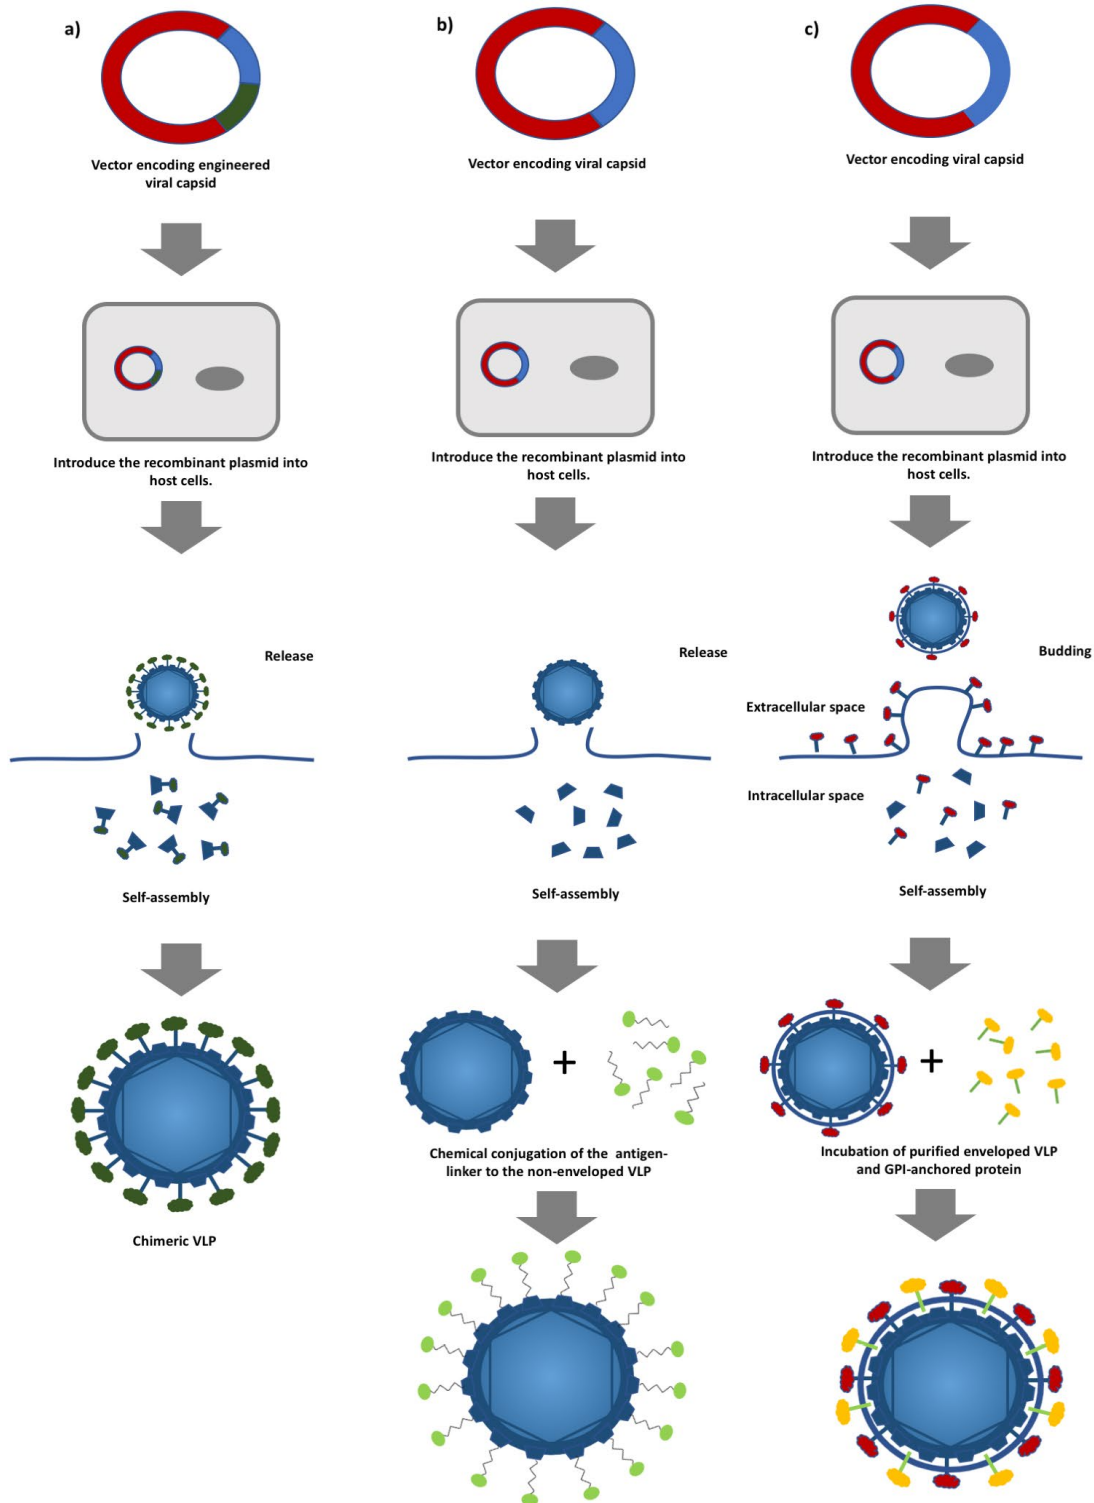 a)
Vector encoding engineered
viral capsid
Introduce the recombinant plasmid into
host cells.
Release
Self-assembly
Chimeric VLP
b)
Vector encoding viral capsid
Introduce the recombinant plasmid into
host cells.
Release
Self-assembly
+
Chemical conjugation of the antigen-
linker to the non-enveloped VLP
c)
Vector encoding viral capsid
Introduce the recombinant plasmid into
host cells.
Budding
Extracellular space
Intracellular space
Self-assembly
+
Incubation of purified enveloped VLP
and GPI-anchored protein